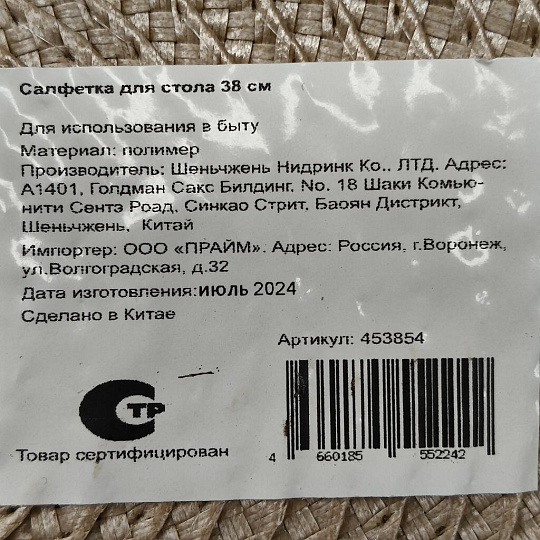 Салфетка для стола 38 см
Для использования в быту
Материал: полимер
Производитель: Шеньчжень Нидринк Ко., ЛТД. Адрес:
А1401, Голдман Сакс Билдинг, No. 18 Шаки Комью-
нити Сентэ Роад, Синкао Стрит, Баоян Дистрикт,
Шеньчжень, Китай
Импортер: ООО «ПРАЙМ». Адрес: Россия, г.Воронеж,
ул.Волгоградская, д.32
Дата изготовления:июль 2024
Сделано в Китае
Артикул: 453854
СТР
Товар сертифицирован
4 660185 552242